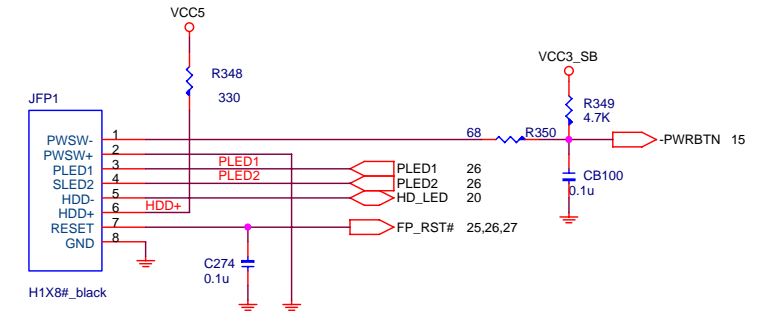 VCC5
R348
330
VCC3_SB
R349
4.7K
JFP1
PWSW- 1 68 R350 -PWRBTN 15
PWSW+ 2
PLED1 3 PLED1 PLED1 26
SLED2 4 PLED2 PLED2 26
HDD- 5 HD_LED 20
HDD+ 6 HDD+
RESET 7 FP_RST# 25,26,27
GND 8
CB100
0.1u
C274
0.1u
H1X8#_black